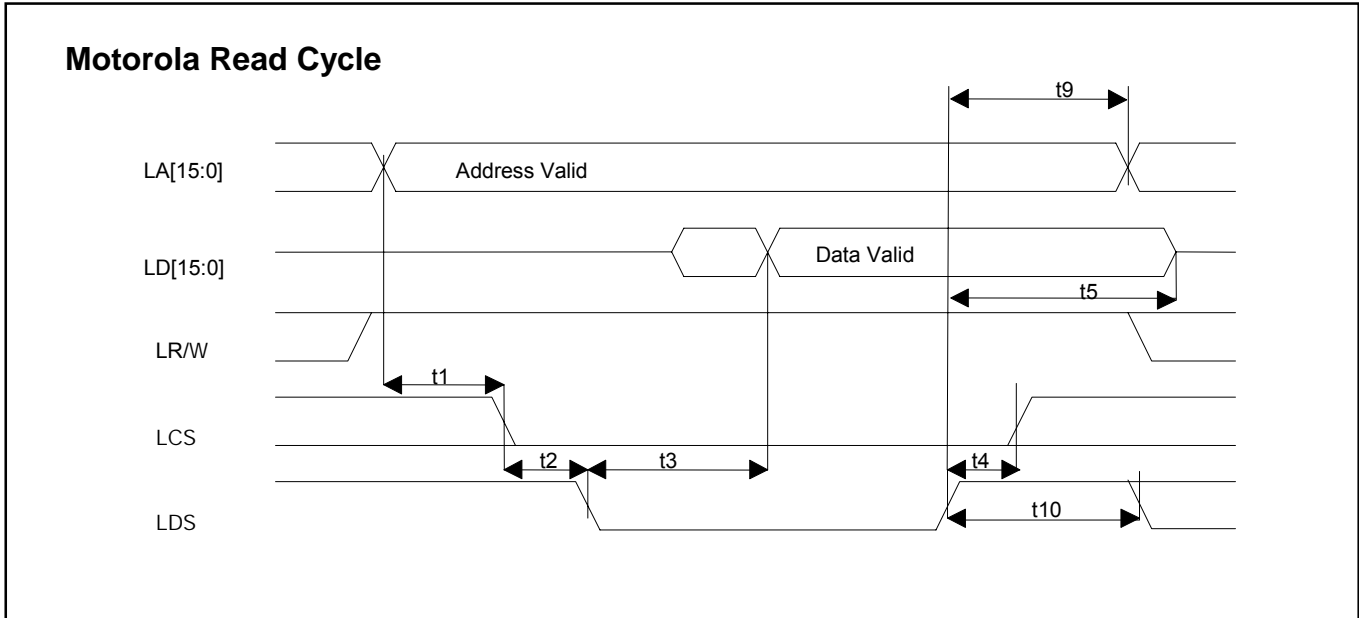 Motorola Read Cycle
t9
LA[15:0]
Address Valid
LD[15:0]
Data Valid
t5
LR/W
t1
LCS
t2
t3
t4
LDS
t10